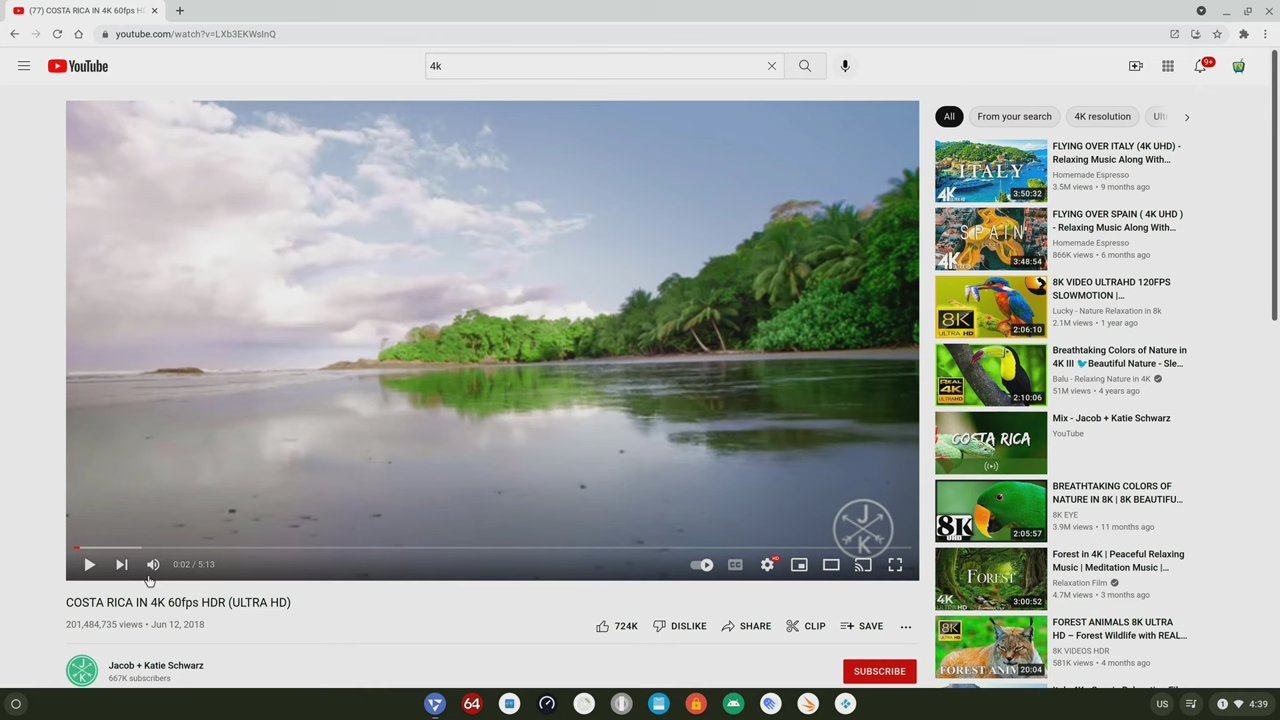 (77) COSTA RICA IN 4K 60fps H
youtube.com/watch?v=LXb3EKWsInQ
YouTube
4k
9+
All
From your search
4K resolution
FLYING OVER ITALY (4K UHD) -
Relaxing Music Along With...
Homemade Espresso
3.5M views • 9 months ago
ITALY
4K
3:50:32
FLYING OVER SPAIN ( 4K UHD )
- Relaxing Music Along With...
Homemade Espresso
866K views • 6 months ago
SPAIN
4K
3:48:54
8K VIDEO ULTRAHD 120FPS
SLOWMOTION |...
Lucky - Nature Relaxation in 8k
2.1M views • 1 year ago
8K
ULTRA HD
2:06:10
Breathtaking Colors of Nature in
4K III 🐦Beautiful Nature - Sle...
Balu - Relaxing Nature in 4K
51M views • 4 years ago
REAL
4K
2:10:06
Mix - Jacob + Katie Schwarz
YouTube
COSTA RICA
BREATHTAKING COLORS OF
NATURE IN 8K | 8K BEAUTIFU...
8K EYE
3.9M views • 11 months ago
8K
2:05:57
Forest in 4K | Peaceful Relaxing
Music | Meditation Music |...
Relaxation Film
4.7M views • 3 months ago
FOREST
4K
3:00:52
FOREST ANIMALS 8K ULTRA
HD – Forest Wildlife with REAL...
8K VIDEOS HDR
581K views • 4 months ago
8K
FOREST ANIM
20:04
J
K
0:02 / 5:13
CC
HD
COSTA RICA IN 4K 60fps HDR (ULTRA HD)
201,484,735 views • Jun 12, 2018
724K
DISLIKE
SHARE
CLIP
SAVE
Jacob + Katie Schwarz
667K subscribers
SUBSCRIBE
64
US
1
4:39